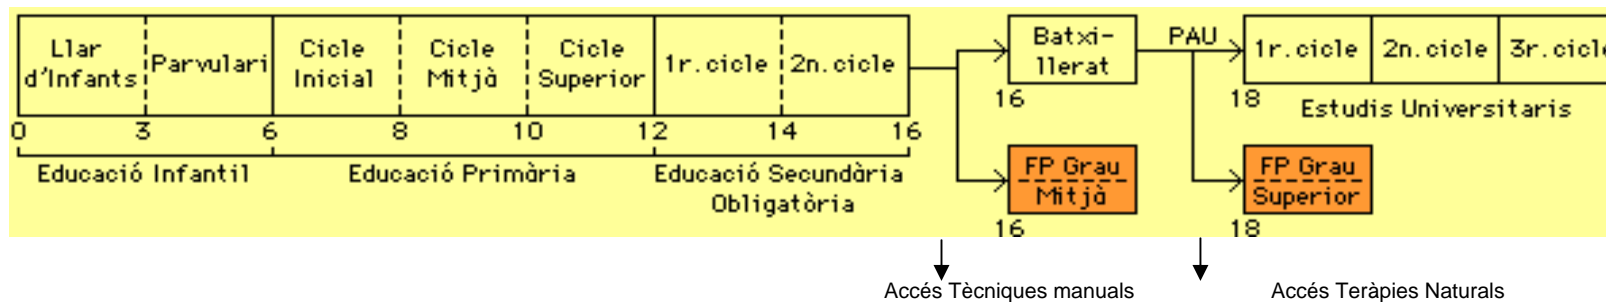 Llar
d'Infants
Parvulari
Cicle
Inicial
Cicle
Mitjà
Cicle
Superior
1r. cicle
2n. cicle
Batxi-
llerat
PAU
1r. cicle
2n. cicle
3r. cicle
16
18
Estudis Universitaris
0
3
6
8
10
12
14
16
Educació Infantil
Educació Primària
Educació Secundària
Obligatòria
FP Grau
Mitjà
FP Grau
Superior
16
18
Accés Tècniques manuals
Accés Teràpies Naturals